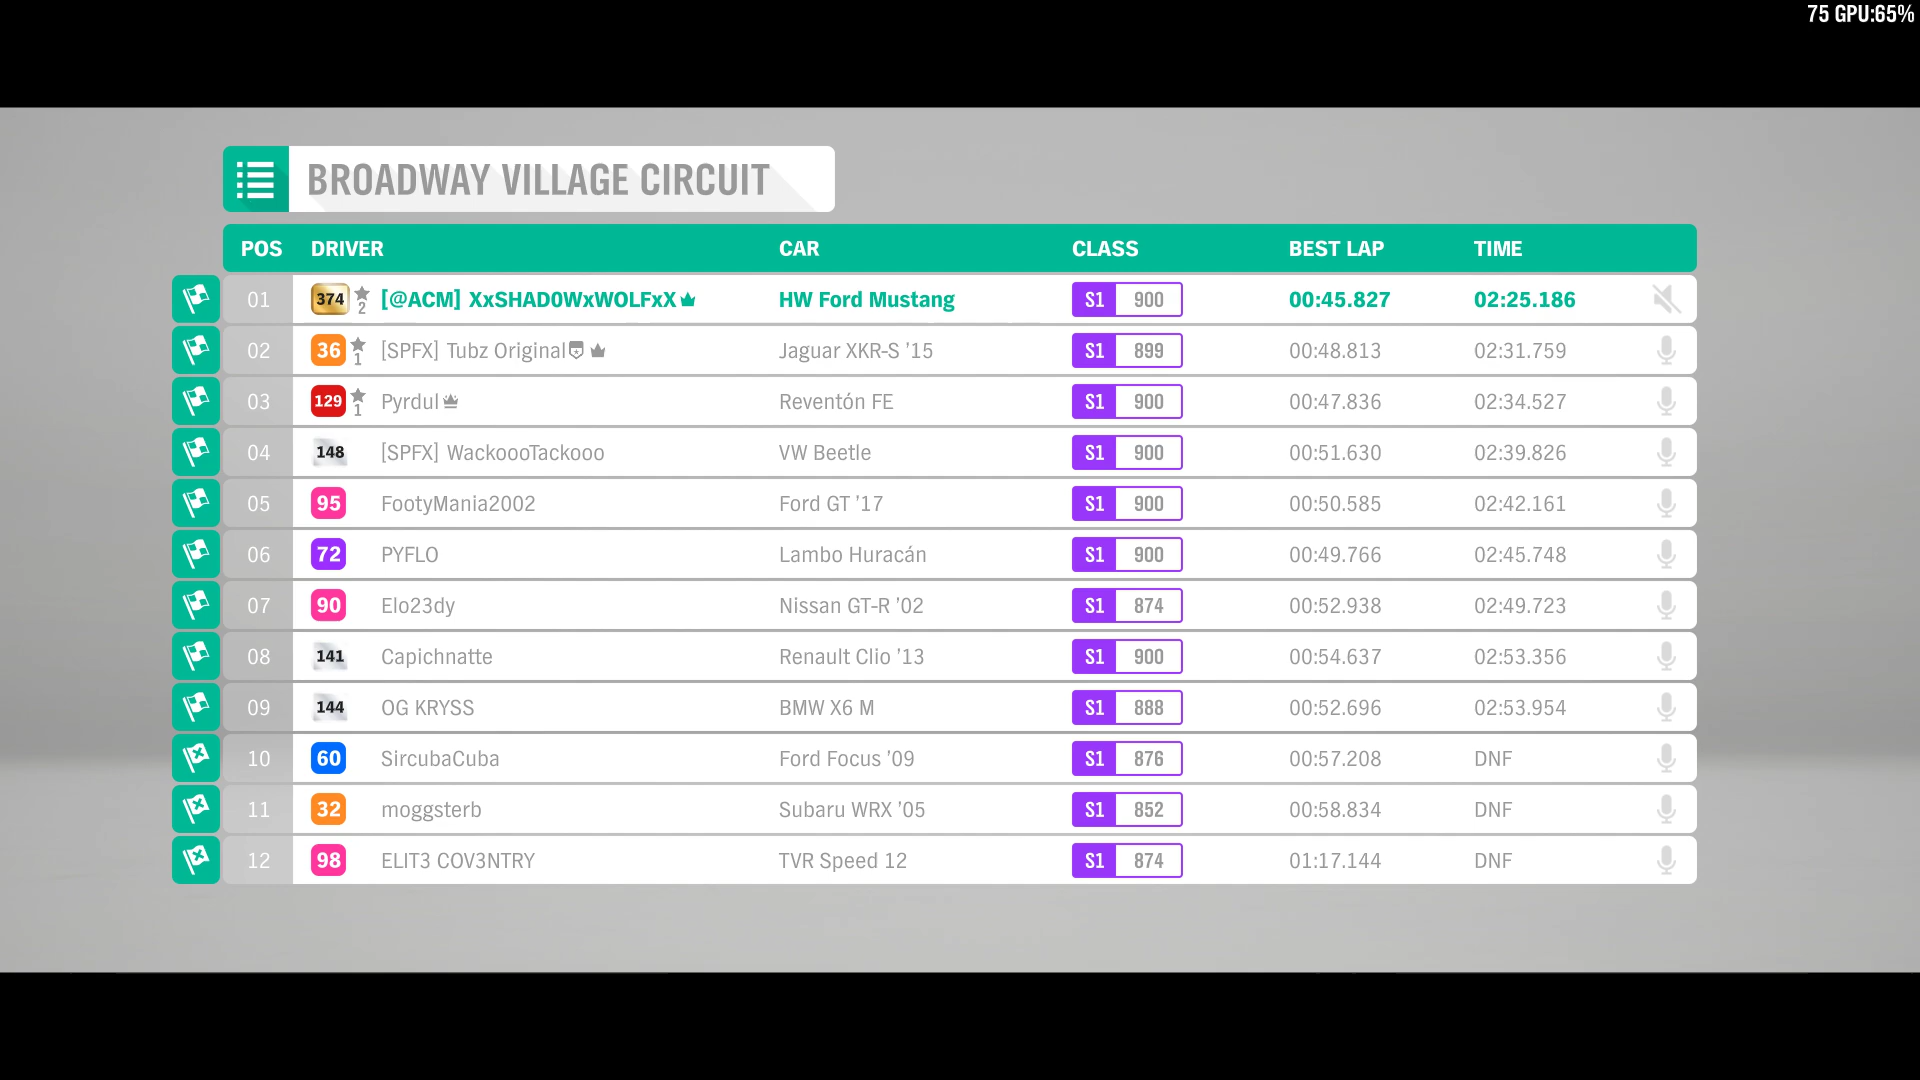 75 GPU:65%
BROADWAY VILLAGE CIRCUIT
POS DRIVER CAR CLASS BEST LAP TIME
01 374 2 [@ACM] XxSHAD0WxWOLFxX HW Ford Mustang S1 900 00:45.827 02:25.186
02 36 1 [SPFX] Tubz Original Jaguar XKR-S ’15 S1 899 00:48.813 02:31.759
03 129 1 Pyrdul Reventón FE S1 900 00:47.836 02:34.527
04 148 [SPFX] WackoooTackooo VW Beetle S1 900 00:51.630 02:39.826
05 95 FootyMania2002 Ford GT ’17 S1 900 00:50.585 02:42.161
06 72 PYFLO Lambo Huracán S1 900 00:49.766 02:45.748
07 90 Elo23dy Nissan GT-R ’02 S1 874 00:52.938 02:49.723
08 141 Capichnatte Renault Clio ’13 S1 900 00:54.637 02:53.356
09 144 OG KRYSS BMW X6 M S1 888 00:52.696 02:53.954
10 60 SircubaCuba Ford Focus ’09 S1 876 00:57.208 DNF
11 32 moggsterb Subaru WRX ’05 S1 852 00:58.834 DNF
12 98 ELIT3 COV3NTRY TVR Speed 12 S1 874 01:17.144 DNF